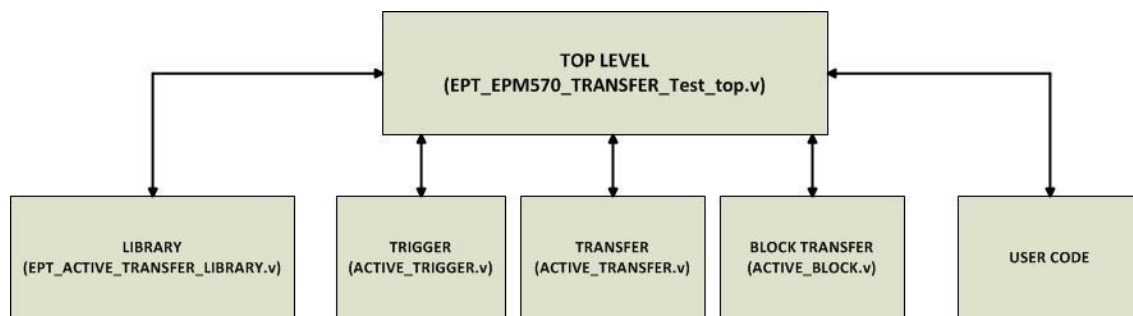 TOP LEVEL
(EPT_EPM570_TRANSFER_Test_top.v)
LIBRARY
(EPT_ACTIVE_TRANSFER_LIBRARY.v)
TRIGGER
(ACTIVE_TRIGGER.v)
TRANSFER
(ACTIVE_TRANSFER.v)
BLOCK TRANSFER
(ACTIVE_BLOCK.v)
USER CODE